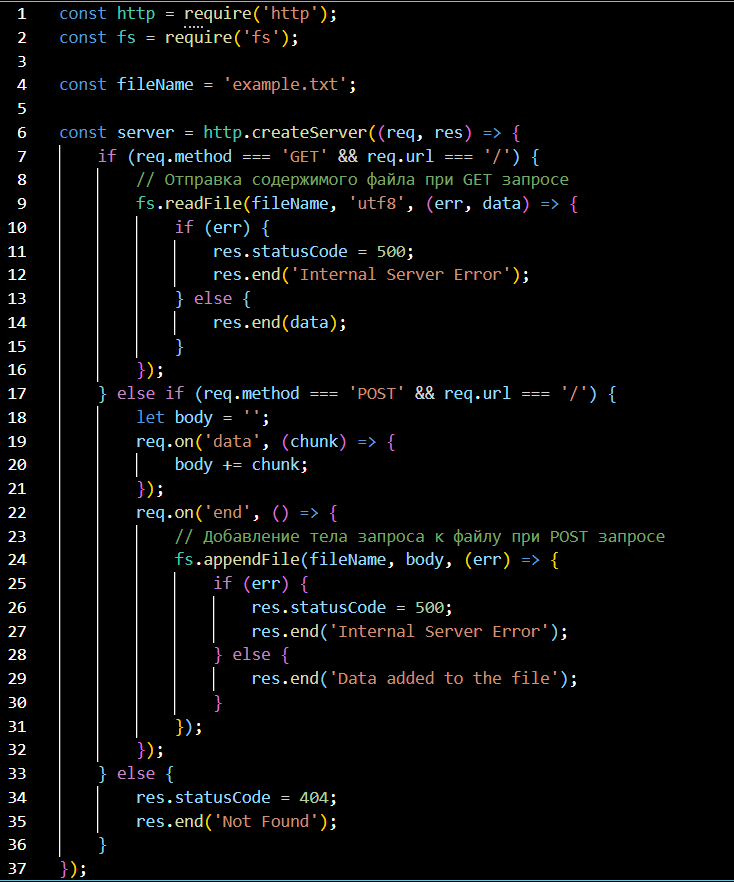 1 const http = require('http');
2 const fs = require('fs');
3
4 const fileName = 'example.txt';
5
6 const server = http.createServer((req, res) => {
7     if (req.method === 'GET' && req.url === '/') {
8         // Отправка содержимого файла при GET запросе
9         fs.readFile(fileName, 'utf8', (err, data) => {
10             if (err) {
11                 res.statusCode = 500;
12                 res.end('Internal Server Error');
13             } else {
14                 res.end(data);
15             }
16         });
17     } else if (req.method === 'POST' && req.url === '/') {
18         let body = '';
19         req.on('data', (chunk) => {
20             body += chunk;
21         });
22         req.on('end', () => {
23             // Добавление тела запроса к файлу при POST запросе
24             fs.appendFile(fileName, body, (err) => {
25                 if (err) {
26                     res.statusCode = 500;
27                     res.end('Internal Server Error');
28                 } else {
29                     res.end('Data added to the file');
30                 }
31             });
32         });
33     } else {
34         res.statusCode = 404;
35         res.end('Not Found');
36     }
37 });